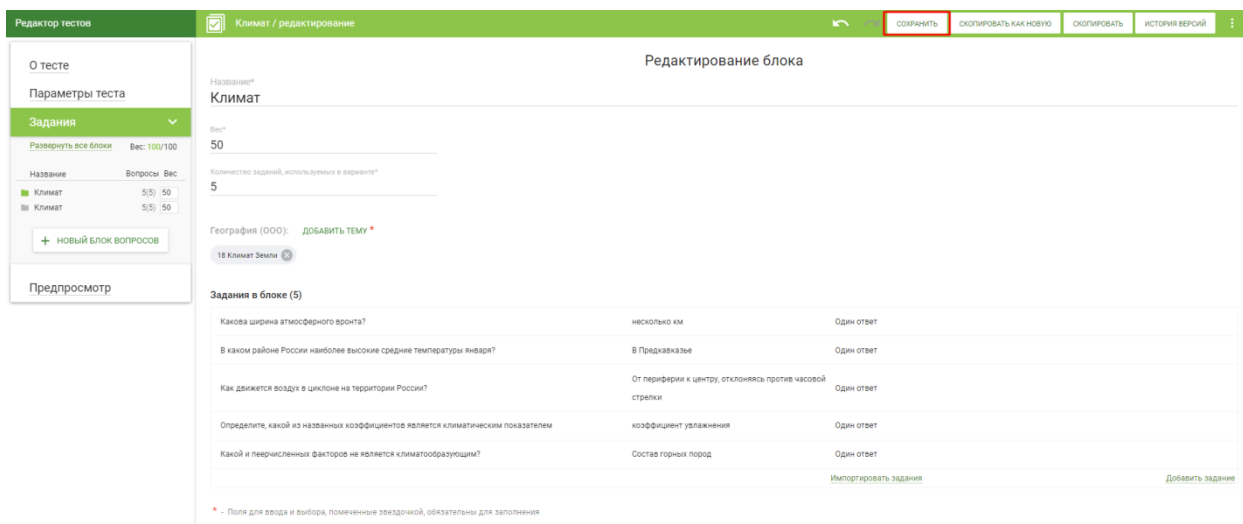 Редактор тестов
Климат / редактирование
СОХРАНИТЬ
СКОПИРОВАТЬ КАК НОВУЮ
СКОПИРОВАТЬ
ИСТОРИЯ ВЕРСИЙ
О тесте
Параметры теста
Задания
Развернуть все блоки Вес: 100/100
Название Вопросы Вес
Климат 5(5) 50
Климат 5(5) 50
+ НОВЫЙ БЛОК ВОПРОСОВ
Предпросмотр
Редактирование блока
Название*
Климат
Вес*
50
Количество заданий, используемых в варианте*
5
География (ООО): ДОБАВИТЬ ТЕМУ *
18 Климат Земли
Задания в блоке (5)
Какова ширина атмосферного вронта? несколько км Один ответ
В каком районе России наиболее высокие средние температуры января? В Предкавказье Один ответ
Как движется воздух в циклоне на территории России? От периферии к центру, отклоняясь против часовой Один ответ
стрелки
Определите, какой из названных коэффициентов является климатическим показателем коэффициент увлажнения Один ответ
Какой и пеерчисленных факторов не является климатообразующим? Состав горных пород Один ответ
Импортировать задания Добавить задание
* - Поля для ввода и выбора, помеченные звездочкой, обязательны для заполнения